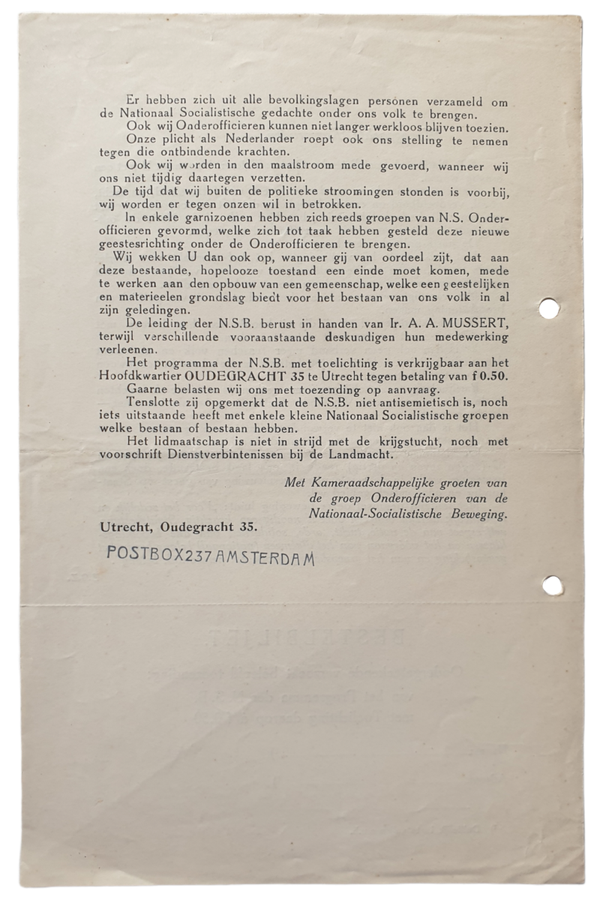 Er hebben zich uit alle bevolkingslagen personen verzameld om
de Nationaal Socialistische gedachte onder ons volk te brengen.
Ook wij Onderofficieren kunnen niet langer werkloos blijven toezien.
Onze plicht als Nederlander roept ook ons stelling te nemen
tegen die ontbindende krachten.
Ook wij worden in den maalstroom mede gevoerd, wanneer wij
ons niet tijdig daartegen verzetten.
De tijd dat wij buiten de politieke stroomingen stonden is voorbij,
wij worden er tegen onzen wil in betrokken.
In enkele garnizoenen hebben zich reeds groepen van N.S. Onder-
officieren gevormd, welke zich tot taak hebben gesteld deze nieuwe
geestesrichting onder de Onderofficieren te brengen.
Wij wekken U dan ook op, wanneer gij van oordeel zijt, dat aan
deze bestaande, hopelooze toestand een einde moet komen, mede
te werken aan den opbouw van een gemeenschap, welke een geestelijken
en materieelen grondslag biedt voor het bestaan van ons volk in al
zijn geledingen.
De leiding der N.S.B. berust in handen van Ir. A. A. MUSSERT,
terwijl verschillende vooraanstaande deskundigen hun medewerking
verleenen.
Het programma der N.S.B. met toelichting is verkrijgbaar aan het
Hoofdkwartier OUDEGRACHT 35 te Utrecht tegen betaling van f 0.50.
Gaarne belasten wij ons met toezending op aanvraag.
Tenslotte zij opgemerkt dat de N.S.B. niet antisemietisch is, noch
iets uitstaande heeft met enkele kleine Nationaal Socialistische groepen
welke bestaan of bestaan hebben.
Het lidmaatschap is niet in strijd met de krijgstucht, noch met
voorschrift Dienstverbintenissen bij de Landmacht.
Met Kameraadschappelijke groeten van
de groep Onderofficieren van de
Nationaal-Socialistische Beweging.
Utrecht, Oudegracht 35.
POSTBOX 237 AMSTERDAM